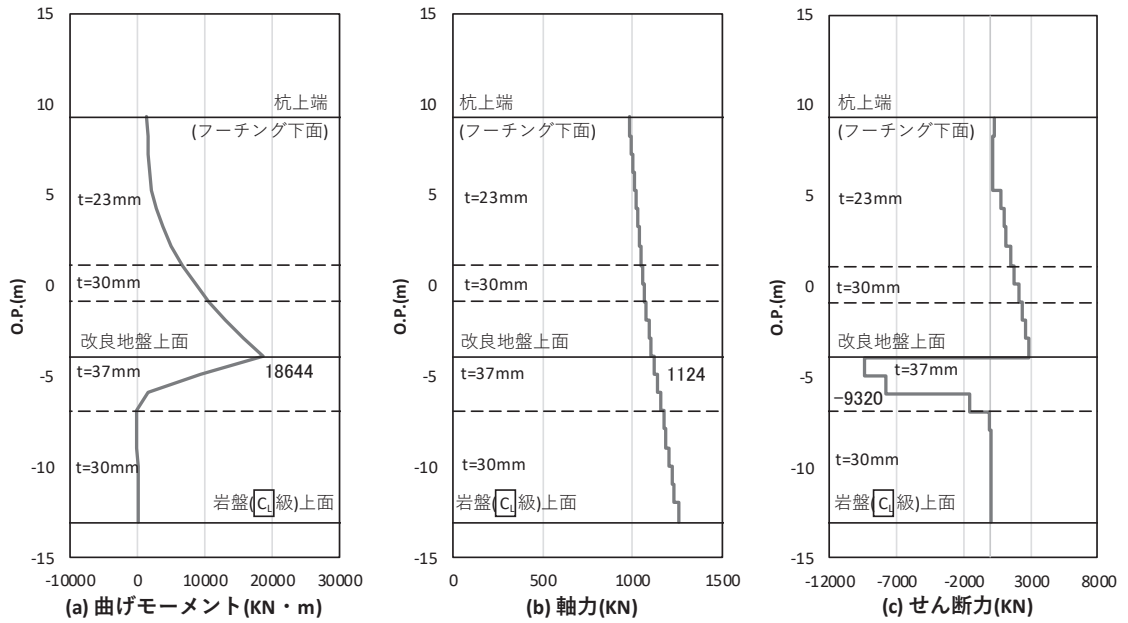 15
10
5
0
-5
-10
-15
O.P.(m)
杭上端
(フーチング下面)
t=23mm
t=30mm
改良地盤上面
t=37mm
18644
t=30mm
岩盤(CL級)上面
-10000 0 10000 20000 30000
(a) 曲げモーメント(KN・m)
15
10
5
0
-5
-10
-15
O.P.(m)
杭上端
(フーチング下面)
t=23mm
t=30mm
改良地盤上面
t=37mm
1124
t=30mm
岩盤(CL級)上面
0 500 1000 1500
(b) 軸力(KN)
15
10
5
0
-5
-10
-15
O.P.(m)
杭上端
(フーチング下面)
t=23mm
t=30mm
改良地盤上面
t=37mm
-9320
t=30mm
岩盤(CL級)上面
-12000 -7000 -2000 3000 8000
(c) せん断力(KN)